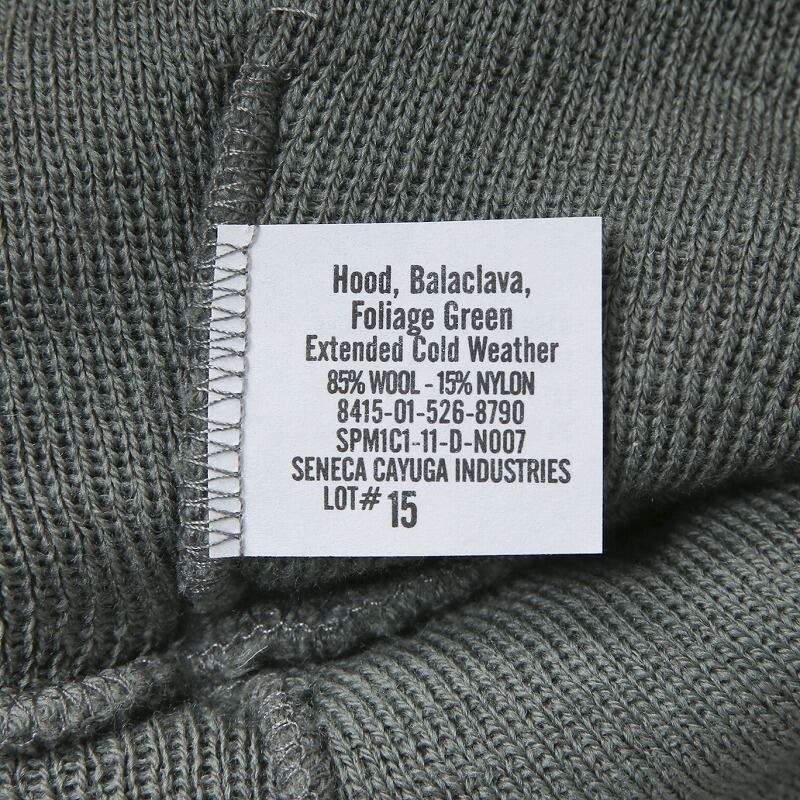 Hood, Balaclava,
Foliage Green
Extended Cold Weather
85% WOOL - 15% NYLON
8415-01-526-8790
SPM1C1-11-D-N007
SENECA CAYUGA INDUSTRIES
LOT# 15